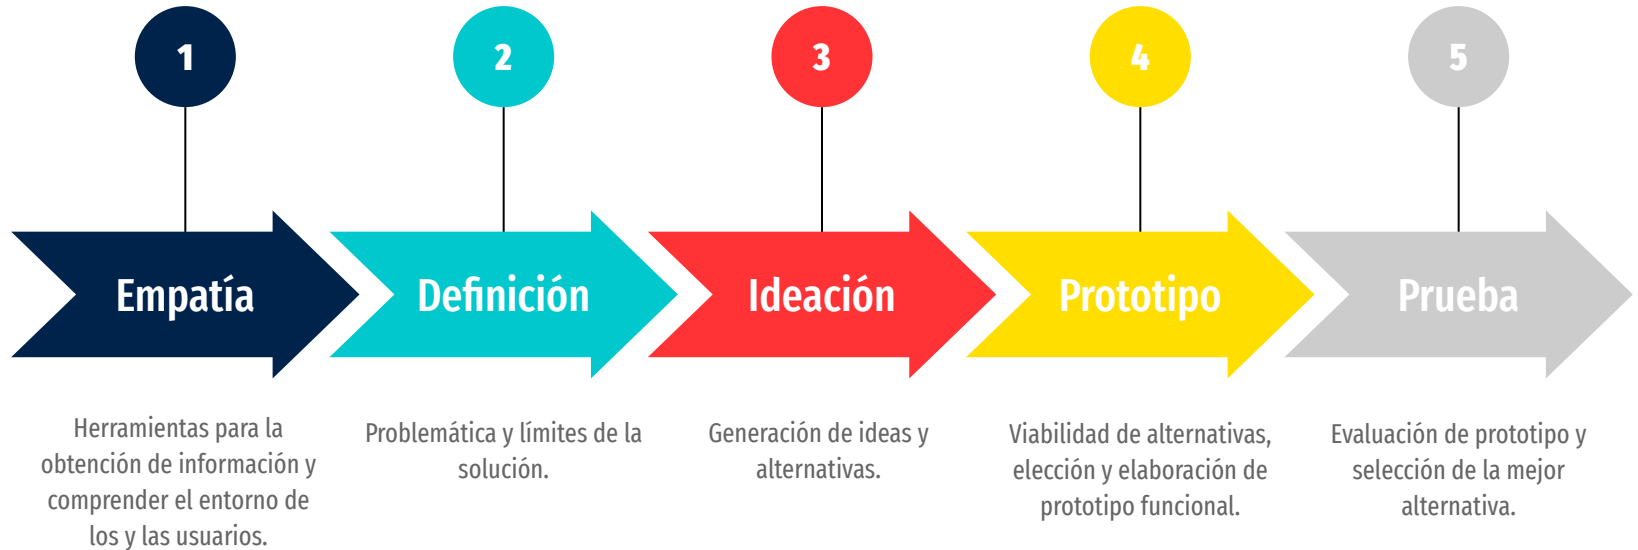 1
2
3
4
5
Empatía
Definición
Ideación
Prototipo
Prueba
Herramientas para la
obtención de información y
comprender el entorno de
los y las usuarios.
Problemática y límites de la
solución.
Generación de ideas y
alternativas.
Viabilidad de alternativas,
elección y elaboración de
prototipo funcional.
Evaluación de prototipo y
selección de la mejor
alternativa.